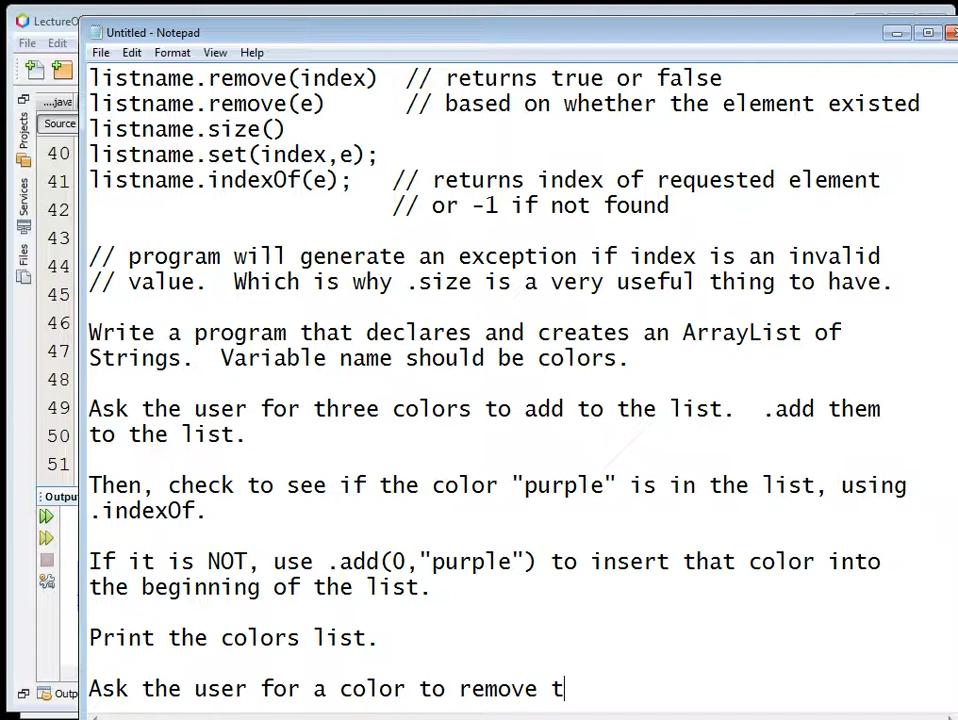 LectureO
File Edit
Untitled - Notepad
File Edit Format View Help
listname.remove(index) // returns true or false
listname.remove(e) // based on whether the element existed
listname.size()
listname.set(index,e);
listname.indexOf(e); // returns index of requested element
// or -1 if not found
// program will generate an exception if index is an invalid
// value. Which is why .size is a very useful thing to have.
Write a program that declares and creates an ArrayList of
Strings. Variable name should be colors.
Ask the user for three colors to add to the list. .add them
to the list.
Then, check to see if the color "purple" is in the list, using
.indexOf.
If it is NOT, use .add(0,"purple") to insert that color into
the beginning of the list.
Print the colors list.
Ask the user for a color to remove t
....java
Source
Projects
Services
Files
40
41
42
43
44
45
46
47
48
49
50
51
Outpu
Outp